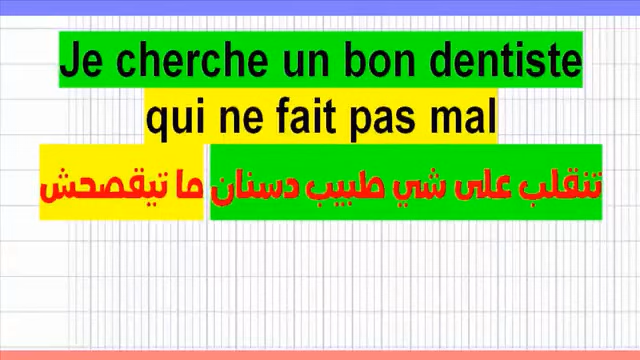 Je cherche un bon dentiste
qui ne fait pas mal
تنقلب على شي طبيب دسنان ما تيقصحش